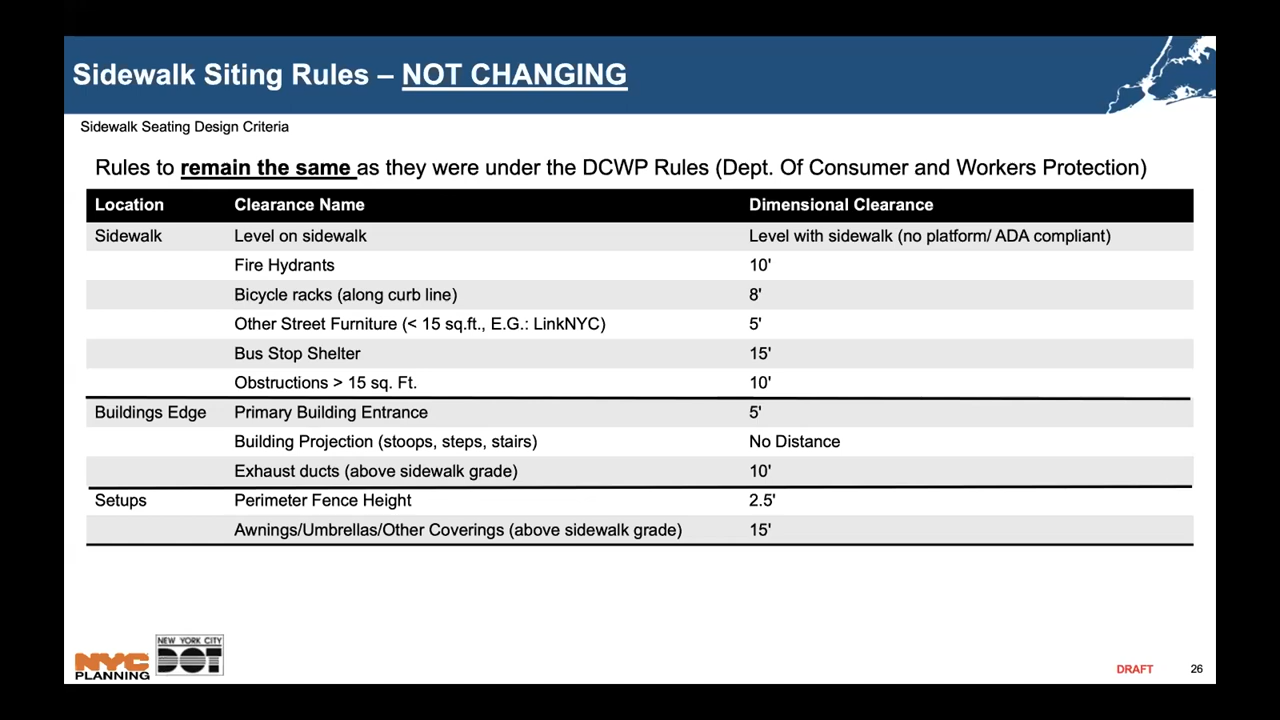 Sidewalk Siting Rules – NOT CHANGING
Sidewalk Seating Design Criteria
Rules to remain the same as they were under the DCWP Rules (Dept. Of Consumer and Workers Protection)
Location Clearance Name Dimensional Clearance
Sidewalk Level on sidewalk Level with sidewalk (no platform/ ADA compliant)
Fire Hydrants 10'
Bicycle racks (along curb line) 8'
Other Street Furniture (< 15 sq.ft., E.G.: LinkNYC) 5'
Bus Stop Shelter 15'
Obstructions > 15 sq. Ft. 10'
Buildings Edge Primary Building Entrance 5'
Building Projection (stoops, steps, stairs) No Distance
Exhaust ducts (above sidewalk grade) 10'
Setups Perimeter Fence Height 2.5'
Awnings/Umbrellas/Other Coverings (above sidewalk grade) 15'
NYC
PLANNING
NEW YORK CITY
DOT
DRAFT 26